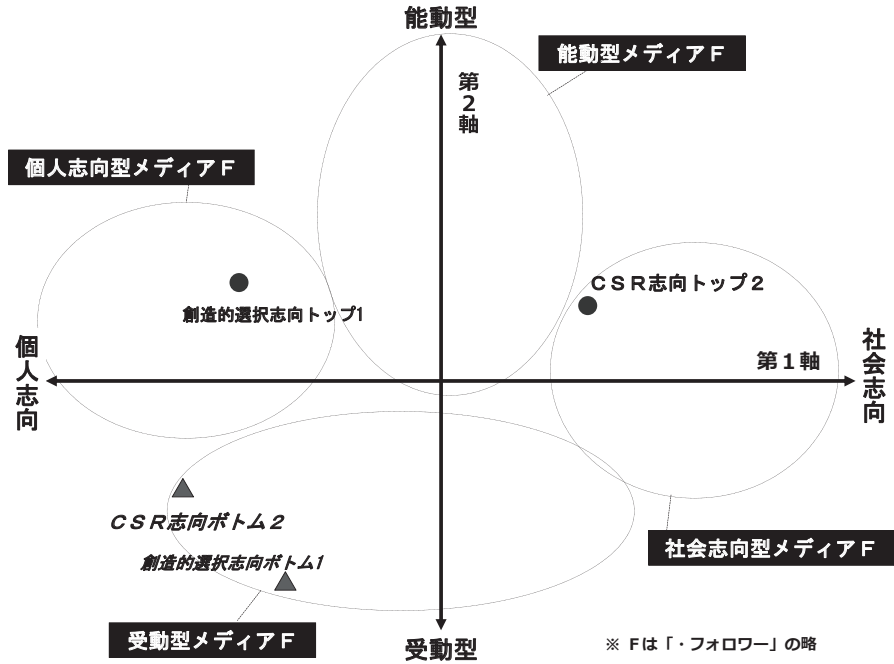 能動型
能動型メディアＦ
第２軸
個人志向型メディアＦ
ＣＳＲ志向トップ２
創造的選択志向トップ1
個人志向
第１軸
社会志向
ＣＳＲ志向ボトム２
創造的選択志向ボトム1
社会志向型メディアＦ
受動型メディアＦ
受動型
※ Ｆは「・フォロワー」の略